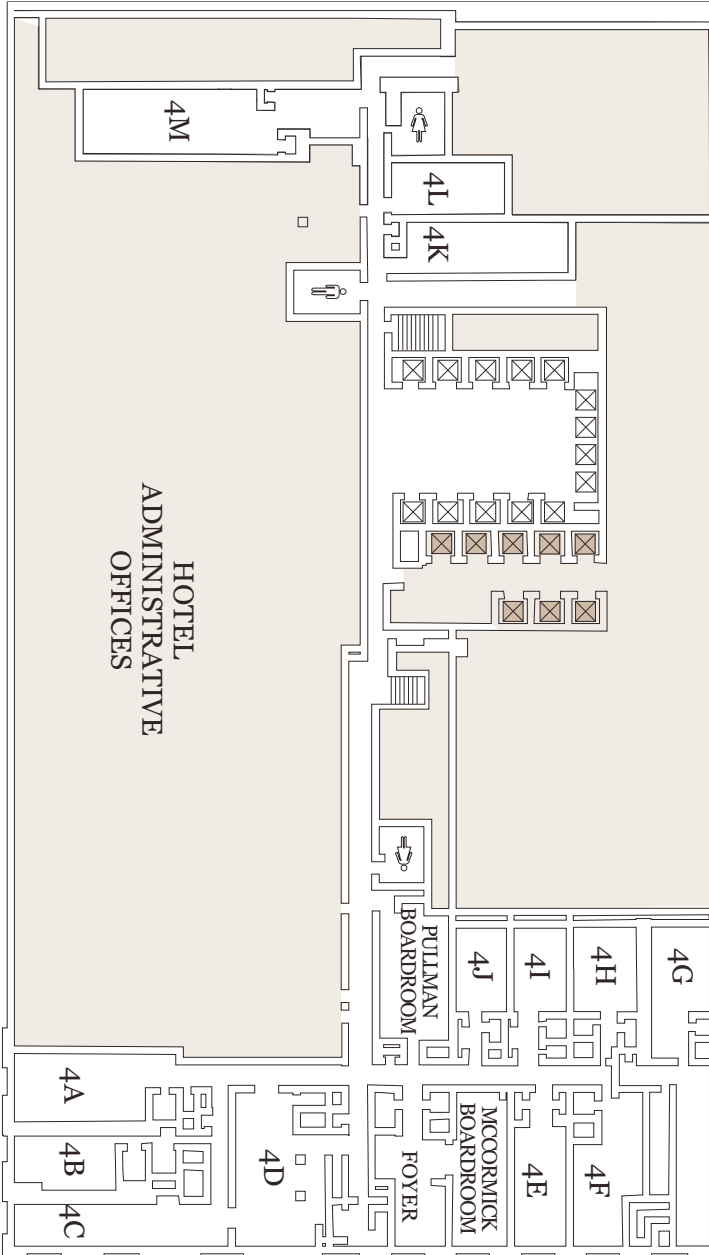 4M
4L
4K
HOTEL
ADMINISTRATIVE
OFFICES
PULLMAN
BOARDROOM
4J
4I
4H
4G
4A
4B
4C
4D
FOYER
MCCORMICK
BOARDROOM
4E
4F